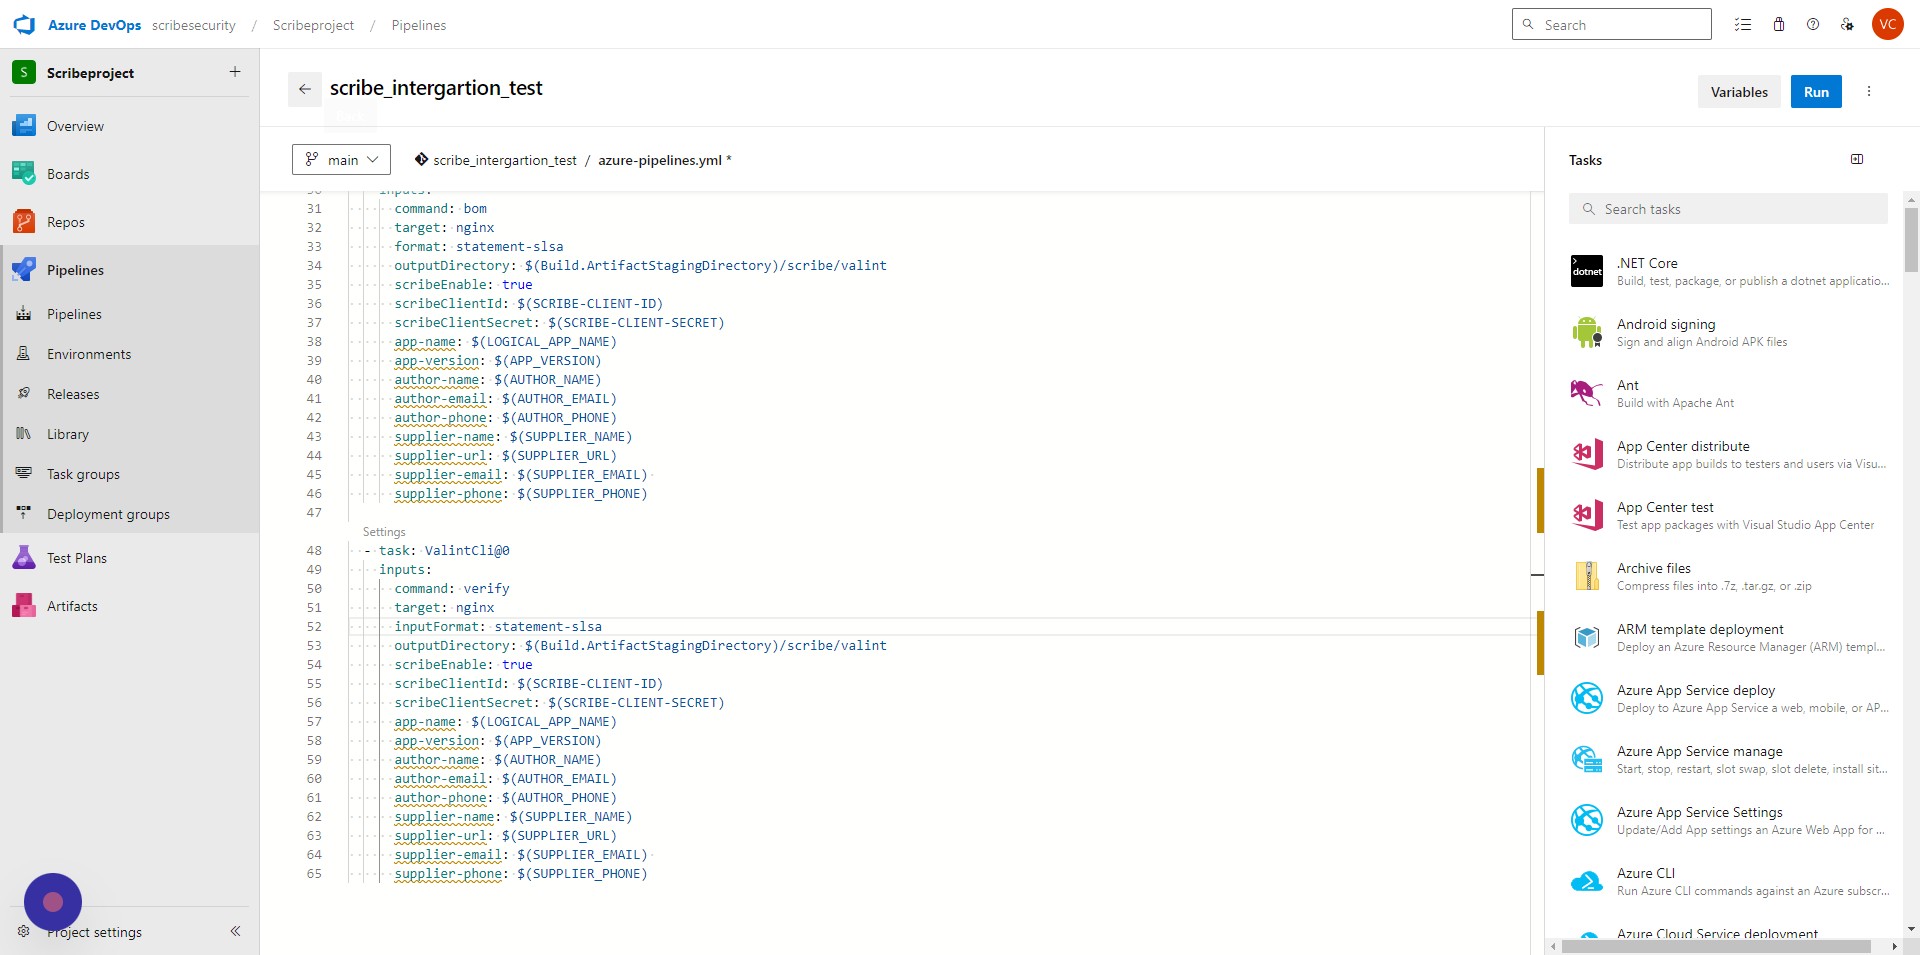 Azure DevOps scribesecurity / Scribeproject / Pipelines
Search
VC
S Scribeproject +
Overview
Boards
Repos
Pipelines
Pipelines
Environments
Releases
Library
Task groups
Deployment groups
Test Plans
Artifacts
Project settings
scribe_intergartion_test
Variables
Run
main
scribe_intergartion_test / azure-pipelines.yml *
30 inputs:
31 command: bom
32 target: nginx
33 format: statement-slsa
34 outputDirectory: $(Build.ArtifactStagingDirectory)/scribe/valint
35 scribeEnable: true
36 scribeClientId: $(SCRIBE-CLIENT-ID)
37 scribeClientSecret: $(SCRIBE-CLIENT-SECRET)
38 app-name: $(LOGICAL_APP_NAME)
39 app-version: $(APP_VERSION)
40 author-name: $(AUTHOR_NAME)
41 author-email: $(AUTHOR_EMAIL)
42 author-phone: $(AUTHOR_PHONE)
43 supplier-name: $(SUPPLIER_NAME)
44 supplier-url: $(SUPPLIER_URL)
45 supplier-email: $(SUPPLIER_EMAIL)
46 supplier-phone: $(SUPPLIER_PHONE)
47
Settings
48 - task: ValintCli@0
49 inputs:
50 command: verify
51 target: nginx
52 inputFormat: statement-slsa
53 outputDirectory: $(Build.ArtifactStagingDirectory)/scribe/valint
54 scribeEnable: true
55 scribeClientId: $(SCRIBE-CLIENT-ID)
56 scribeClientSecret: $(SCRIBE-CLIENT-SECRET)
57 app-name: $(LOGICAL_APP_NAME)
58 app-version: $(APP_VERSION)
59 author-name: $(AUTHOR_NAME)
60 author-email: $(AUTHOR_EMAIL)
61 author-phone: $(AUTHOR_PHONE)
62 supplier-name: $(SUPPLIER_NAME)
63 supplier-url: $(SUPPLIER_URL)
64 supplier-email: $(SUPPLIER_EMAIL)
65 supplier-phone: $(SUPPLIER_PHONE)
Tasks
Search tasks
dotnet
.NET Core
Build, test, package, or publish a dotnet applicatio...
Android signing
Sign and align Android APK files
Ant
Build with Apache Ant
App Center distribute
Distribute app builds to testers and users via Visu...
App Center test
Test app packages with Visual Studio App Center
Archive files
Compress files into .7z, .tar.gz, or .zip
ARM template deployment
Deploy an Azure Resource Manager (ARM) templ...
Azure App Service deploy
Deploy to Azure App Service a web, mobile, or AP...
Azure App Service manage
Start, stop, restart, slot swap, slot delete, install sit...
Azure App Service Settings
Update/Add App settings an Azure Web App for ...
Azure CLI
Run Azure CLI commands against an Azure subscr...
Azure Cloud Service deployment